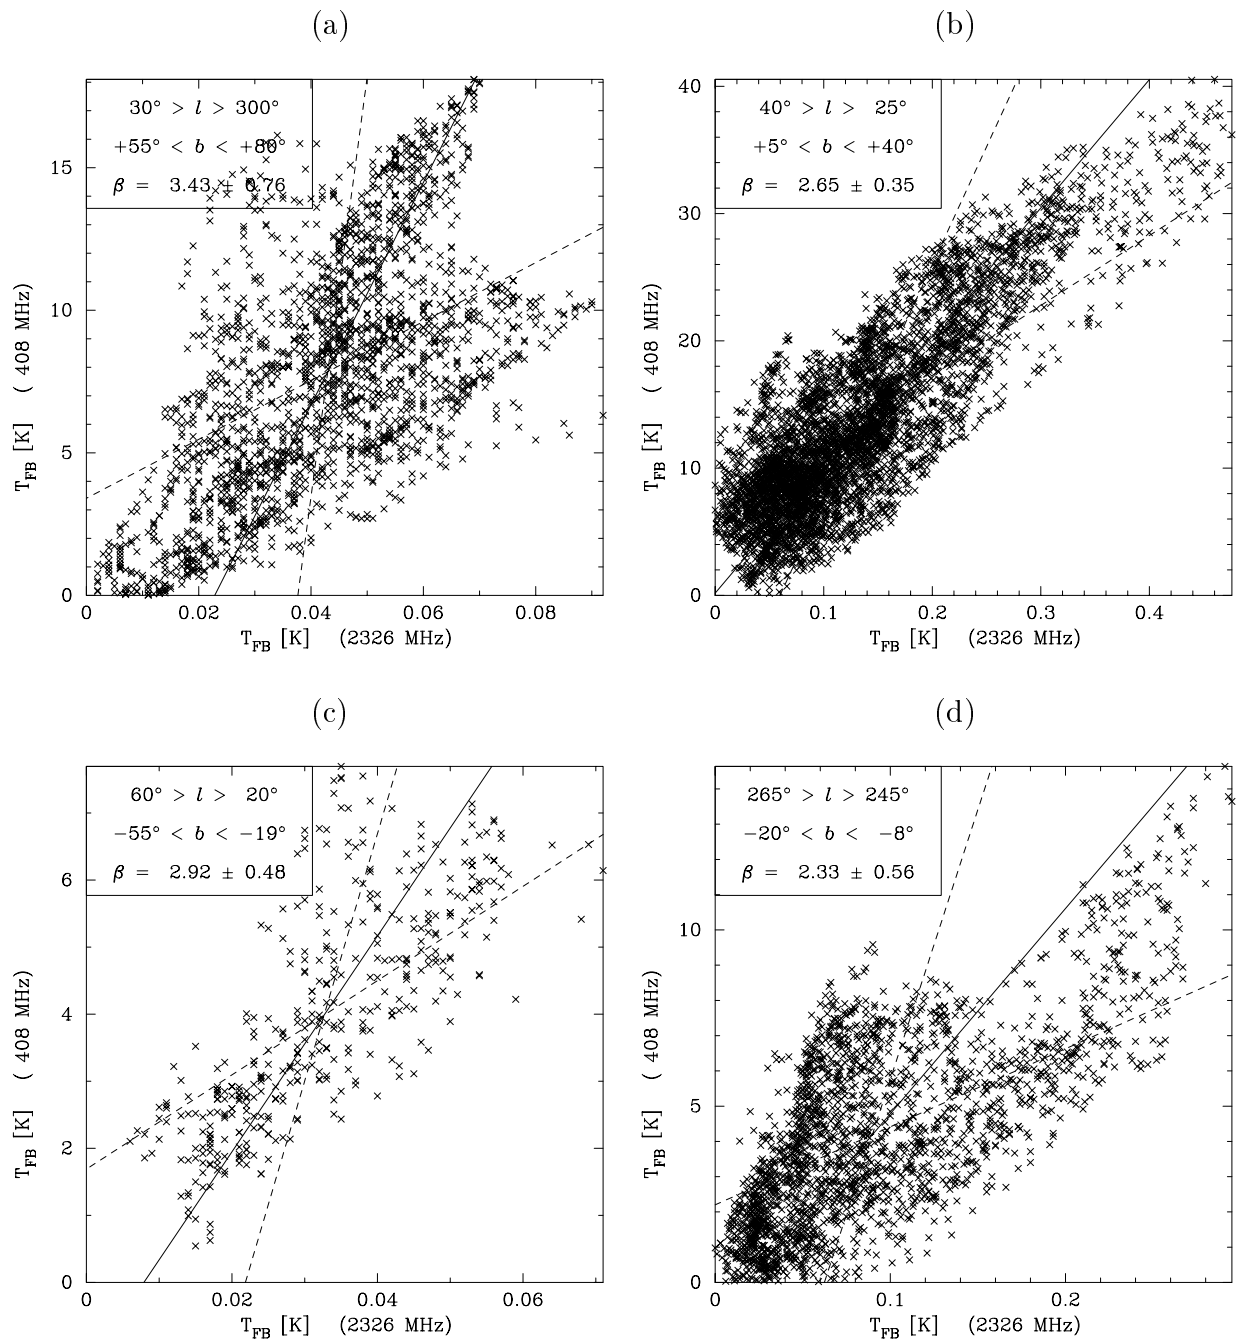 (a)
30° > l > 300°
+55° < b < +80°
β = 3.43 ± 0.76
15
10
5
0
T_FB [K] ( 408 MHz)
0 0.02 0.04 0.06 0.08
T_FB [K] (2326 MHz)
(b)
40° > l > 25°
+5° < b < +40°
β = 2.65 ± 0.35
40
30
20
10
0
T_FB [K] ( 408 MHz)
0 0.1 0.2 0.3 0.4
T_FB [K] (2326 MHz)
(c)
60° > l > 20°
−55° < b < −19°
β = 2.92 ± 0.48
6
4
2
0
T_FB [K] ( 408 MHz)
0 0.02 0.04 0.06
T_FB [K] (2326 MHz)
(d)
265° > l > 245°
−20° < b < −8°
β = 2.33 ± 0.56
10
5
0
T_FB [K] ( 408 MHz)
0 0.1 0.2
T_FB [K] (2326 MHz)